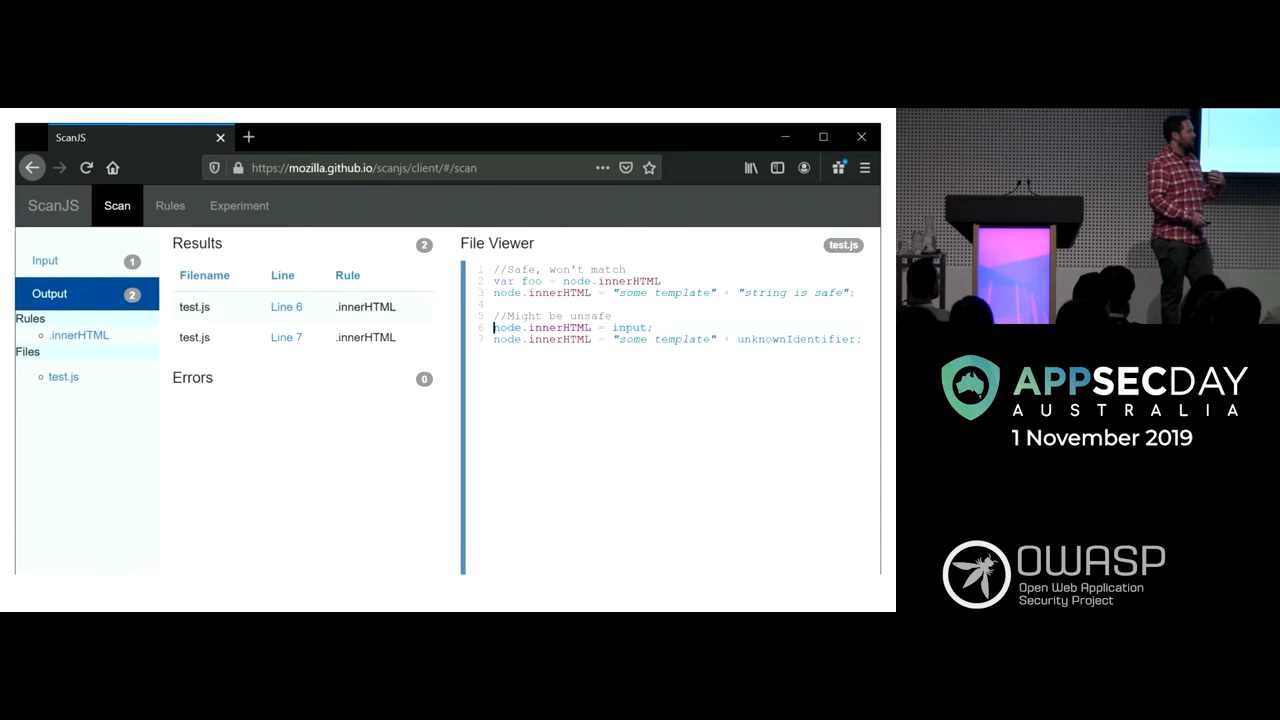 ScanJS
https://mozilla.github.io/scanjs/client/#/scan
ScanJS Scan Rules Experiment
Input 1
Output 2
Rules
.innerHTML
Files
test.js
Results 2
Filename Line Rule
test.js Line 6 .innerHTML
test.js Line 7 .innerHTML
Errors 0
File Viewer test.js
1 //Safe, won't match
2 var foo = node.innerHTML
3 node.innerHTML = "some template" + "string is safe";
4
5 //Might be unsafe
6 node.innerHTML = input;
7 node.innerHTML = "some template" + unknownIdentifier;
APPSECDAY
AUSTRALIA
1 November 2019
OWASP
Open Web Application
Security Project